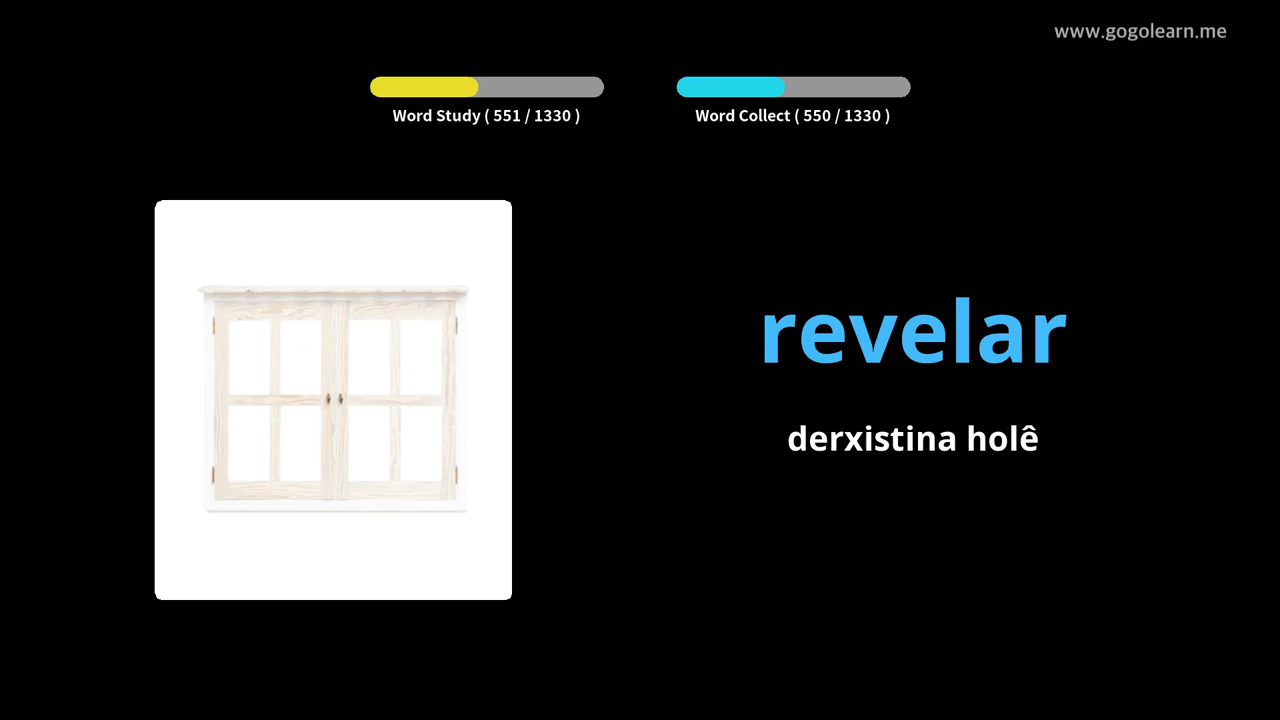 www.gogolearn.me
Word Study ( 551 / 1330 )
Word Collect ( 550 / 1330 )
revelar
derxistina holê